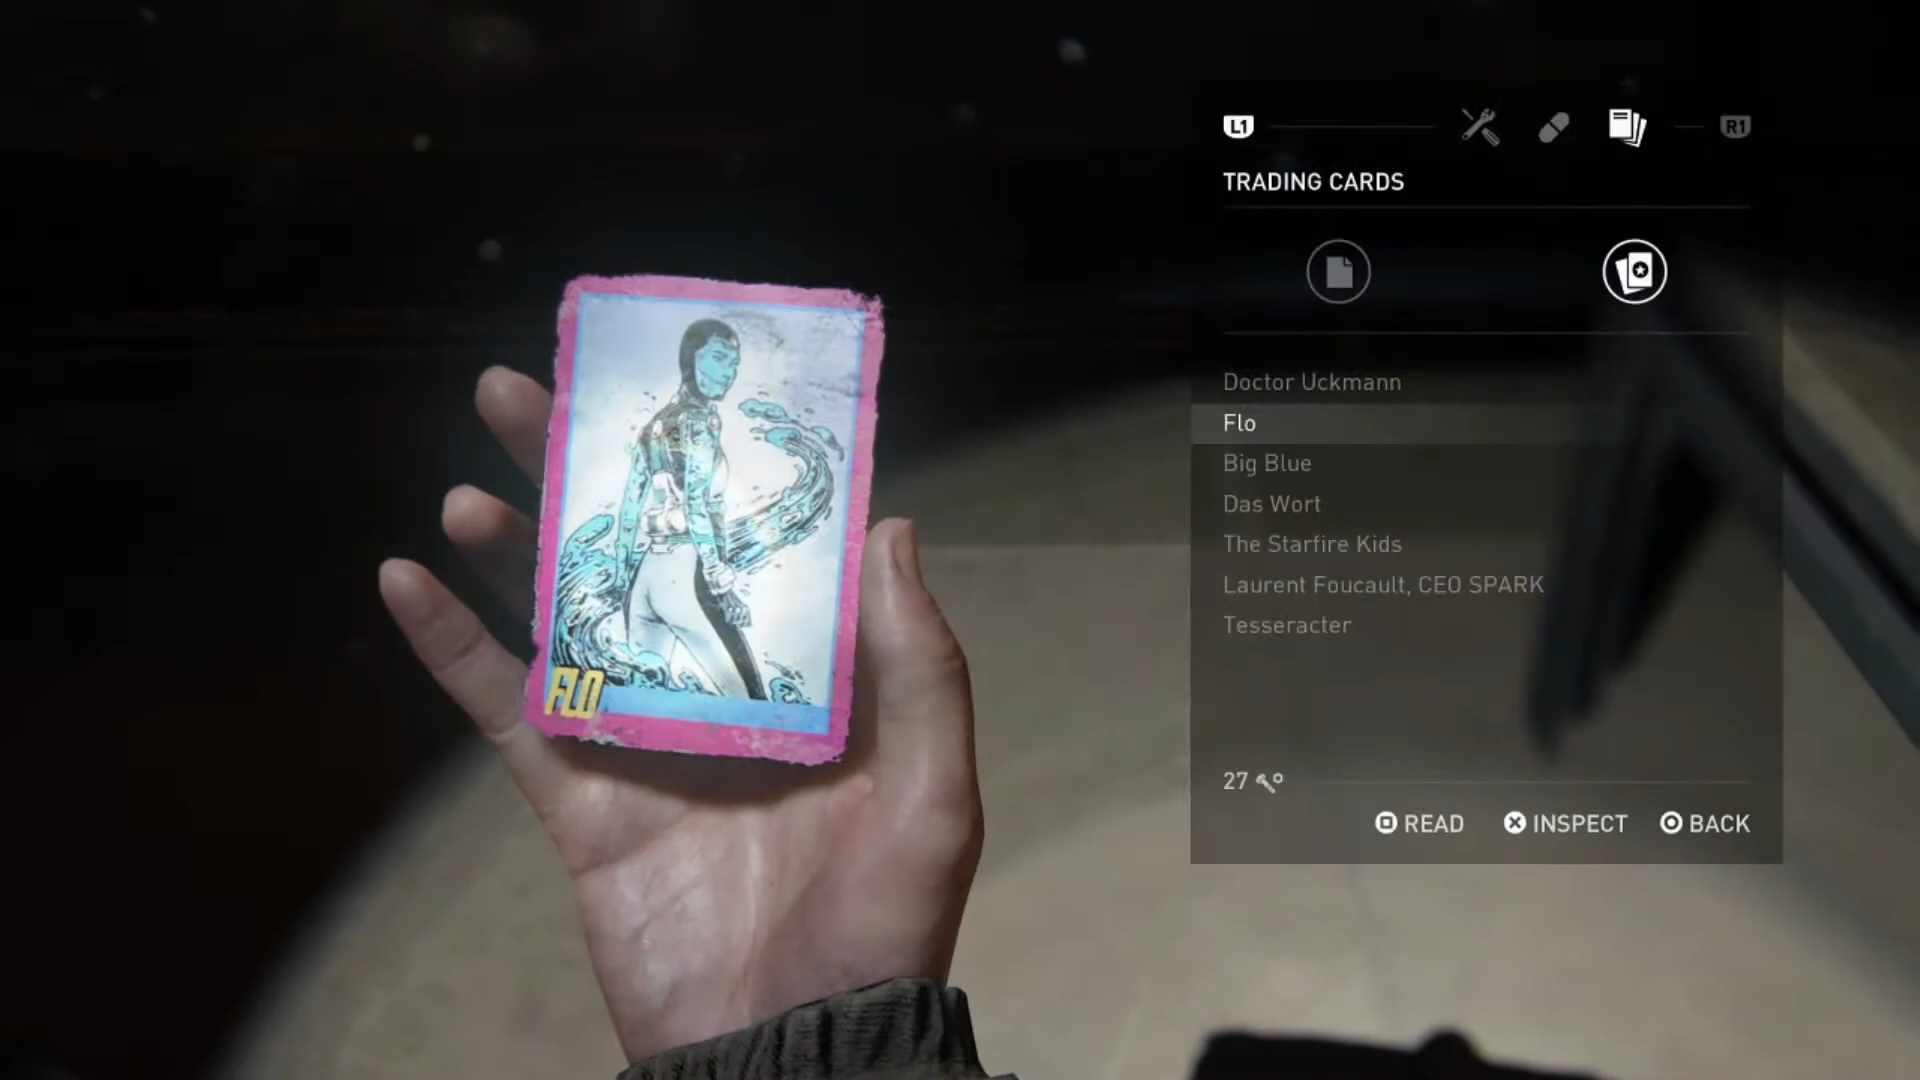 L1
R1
TRADING CARDS
Doctor Uckmann
Flo
Big Blue
Das Wort
The Starfire Kids
Laurent Foucault, CEO SPARK
Tesseracter
FLO
27
READ INSPECT BACK